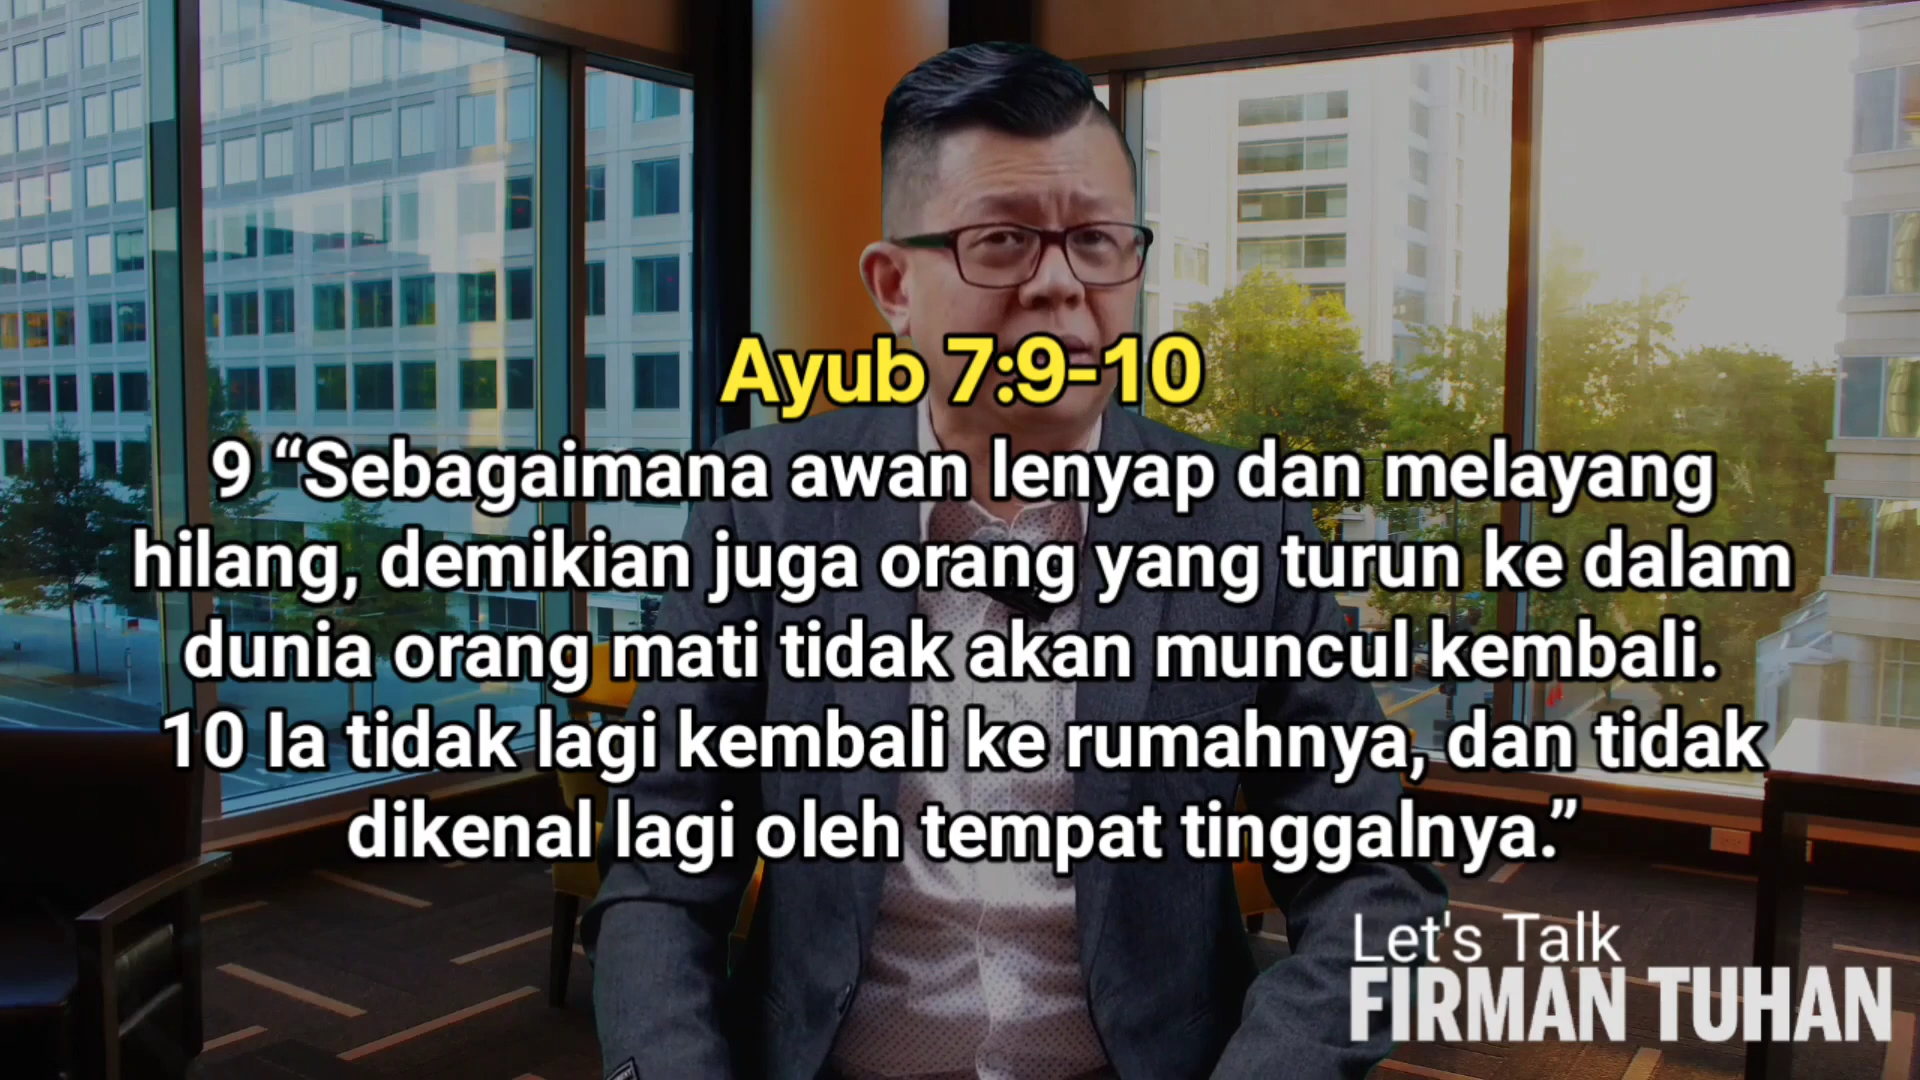 Ayub 7:9-10
9 “Sebagaimana awan lenyap dan melayang
hilang, demikian juga orang yang turun ke dalam
dunia orang mati tidak akan muncul kembali.
10 Ia tidak lagi kembali ke rumahnya, dan tidak
dikenal lagi oleh tempat tinggalnya.”
Let's Talk
FIRMAN TUHAN